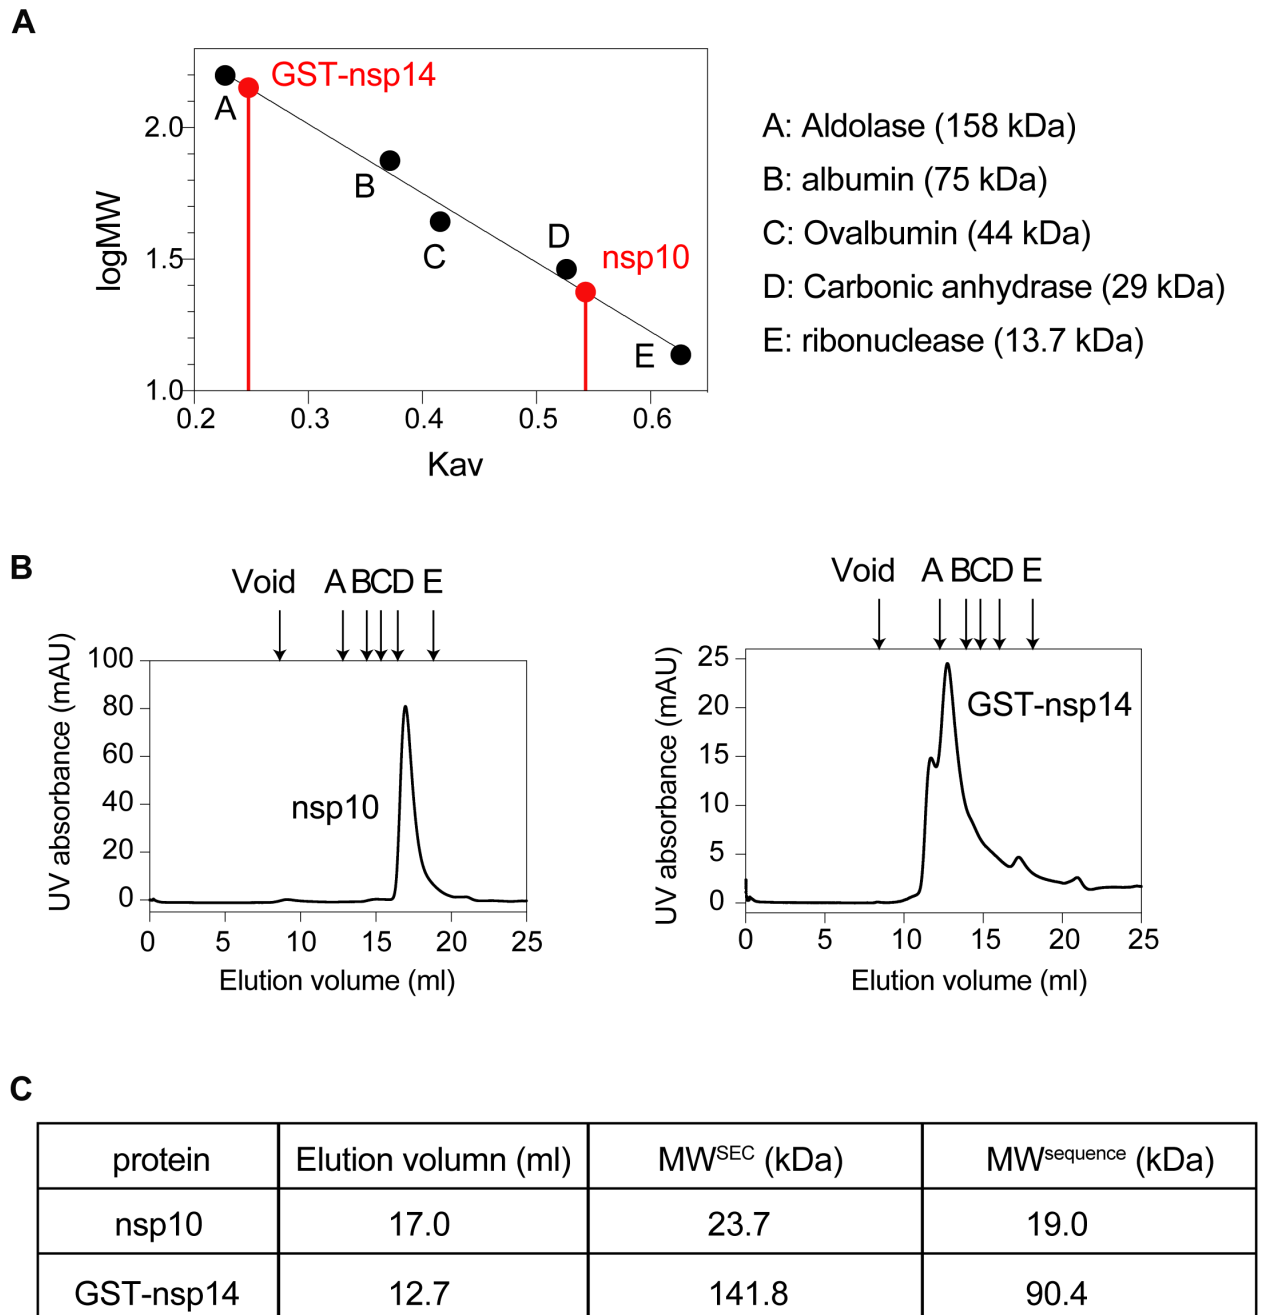 A
GST-nsp14
A
B
C
D
nsp10
E
2.0
1.5
1.0
logMW
0.2 0.3 0.4 0.5 0.6
Kav
A: Aldolase (158 kDa)
B: albumin (75 kDa)
C: Ovalbumin (44 kDa)
D: Carbonic anhydrase (29 kDa)
E: ribonuclease (13.7 kDa)
B
Void A B C D E
100
80
60
40
20
0
UV absorbance (mAU)
nsp10
0 5 10 15 20 25
Elution volume (ml)
Void A B C D E
25
20
15
10
5
0
UV absorbance (mAU)
GST-nsp14
0 5 10 15 20 25
Elution volume (ml)
C
protein Elution volumn (ml) MWSEC (kDa) MWsequence (kDa)
nsp10 17.0 23.7 19.0
GST-nsp14 12.7 141.8 90.4